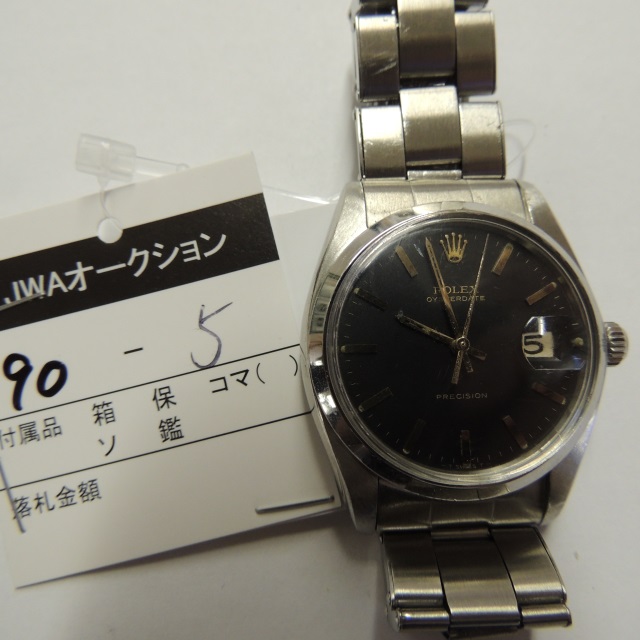 JWAオークション
90 - 5
付属品 箱 保 コマ( )
ソ 鑑
落札金額
ROLEX
OYSTERDATE
5
PRECISION